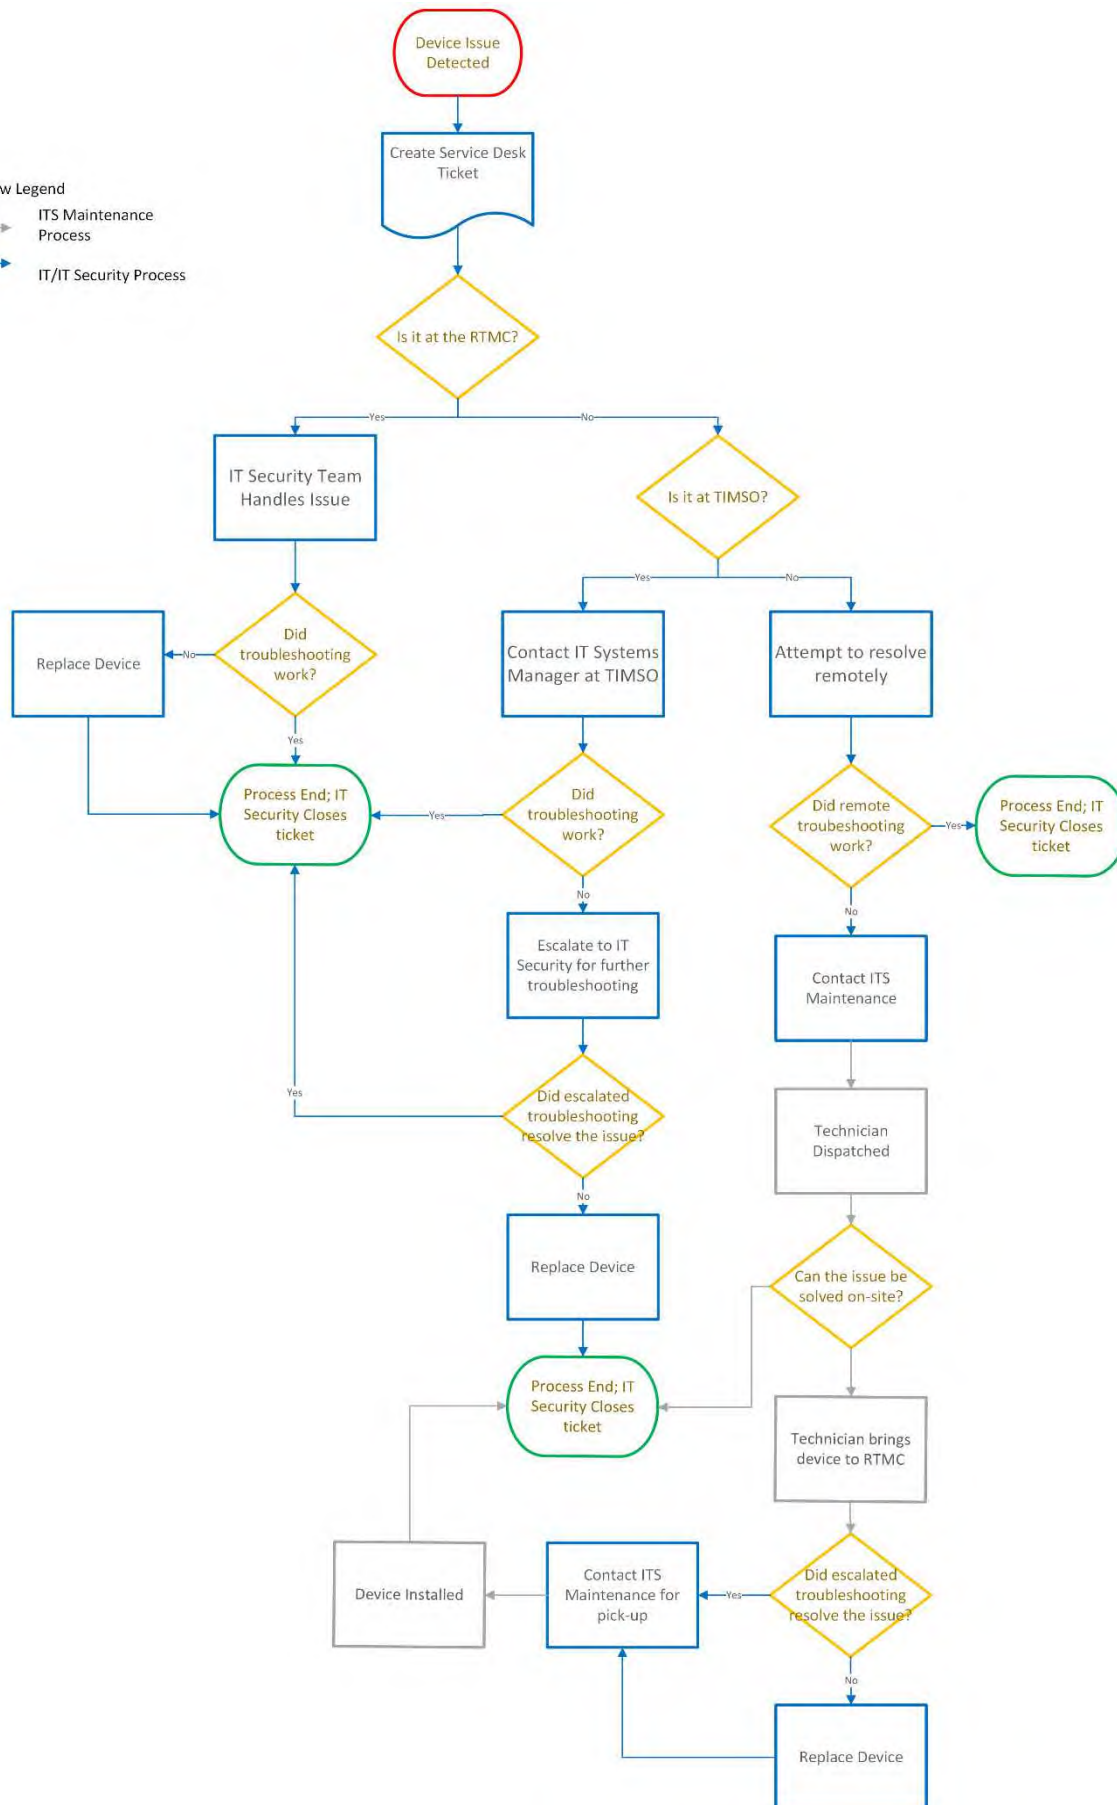 Device Issue
Detected
Create Service Desk
Ticket
w Legend
ITS Maintenance
Process
IT/IT Security Process
Is it at the RTMC?
Yes
No
IT Security Team
Handles Issue
Is it at TIMSO?
Yes
No
Replace Device
No
Did
troubleshooting
work?
Yes
Contact IT Systems
Manager at TIMSO
Attempt to resolve
remotely
Process End; IT
Security Closes
ticket
Yes
Did
troubleshooting
work?
No
Did remote
troubeshooting
work?
Yes
Process End; IT
Security Closes
ticket
No
Escalate to IT
Security for further
troubleshooting
Contact ITS
Maintenance
Yes
Did escalated
troubleshooting
resolve the issue?
No
Technician
Dispatched
Replace Device
Can the issue be
solved on-site?
Process End; IT
Security Closes
ticket
Technician brings
device to RTMC
Device Installed
Contact ITS
Maintenance for
pick-up
Yes
Did escalated
troubleshooting
resolve the issue?
No
Replace Device